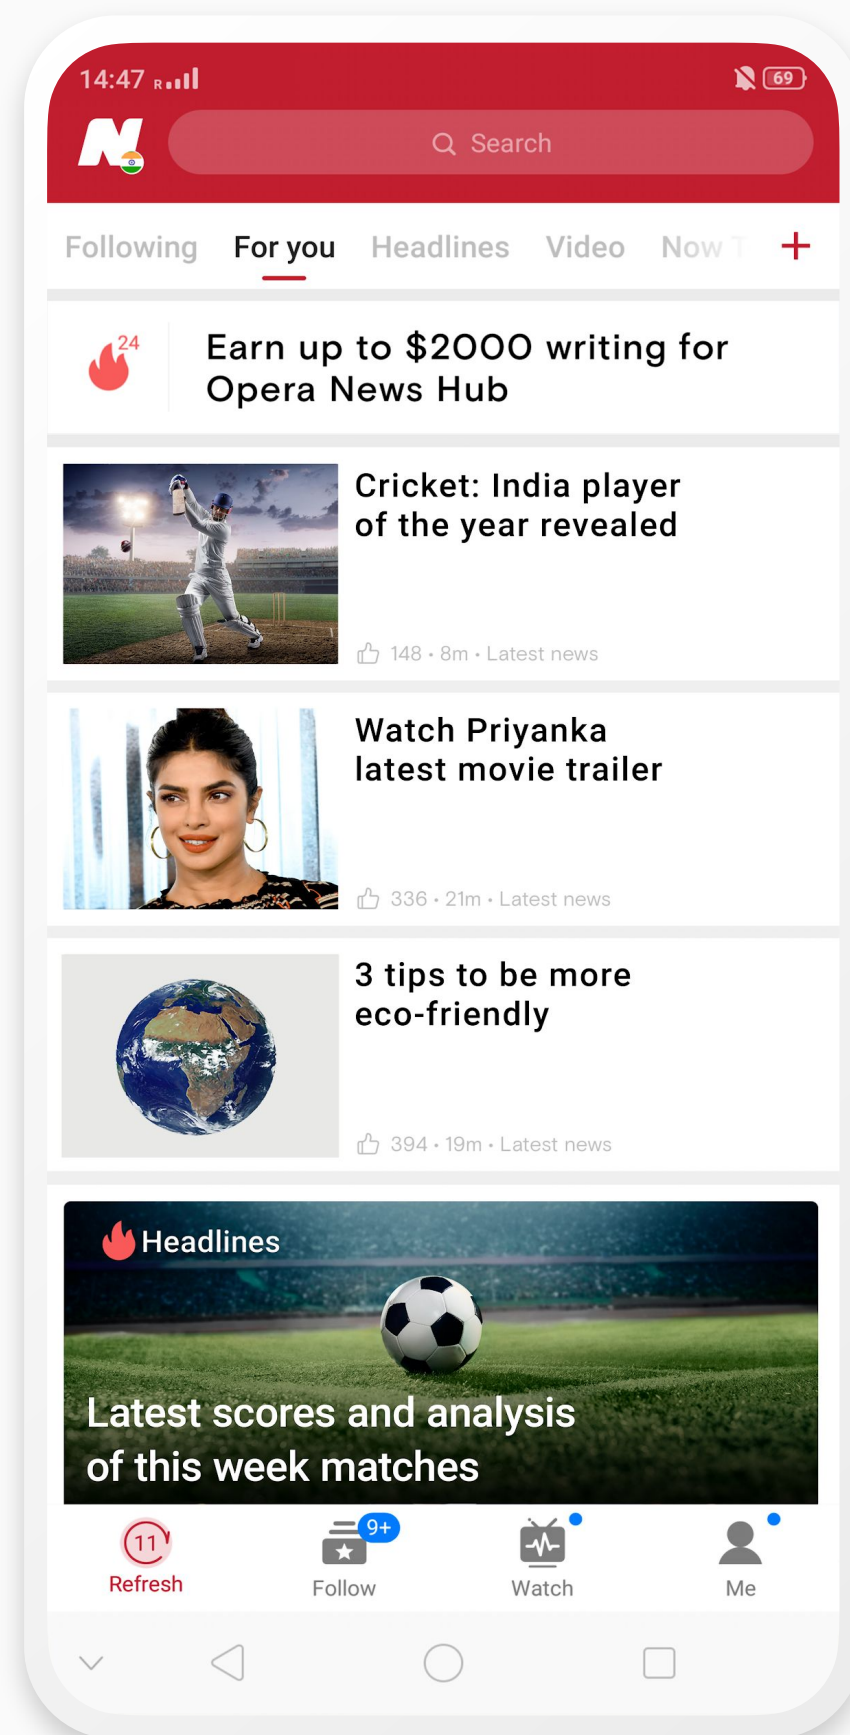 14:47 R
69
Search
Following For you Headlines Video Now
24
Earn up to $2000 writing for
Opera News Hub
Cricket: India player
of the year revealed
148 • 8m • Latest news
Watch Priyanka
latest movie trailer
336 • 21m • Latest news
3 tips to be more
eco-friendly
394 • 19m • Latest news
Headlines
Latest scores and analysis
of this week matches
11
9+
Refresh Follow Watch Me